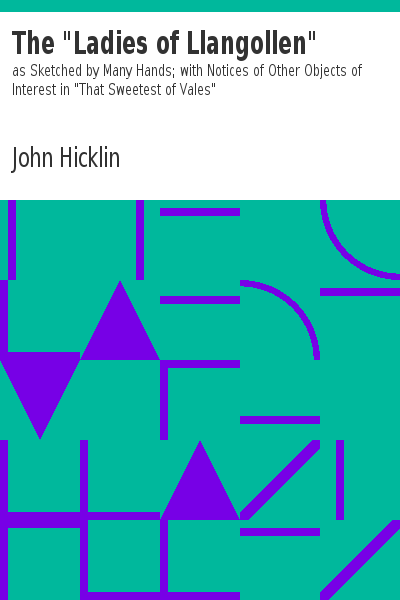 The "Ladies of Llangollen"
as Sketched by Many Hands; with Notices of Other Objects of
Interest in "That Sweetest of Vales"
John Hicklin